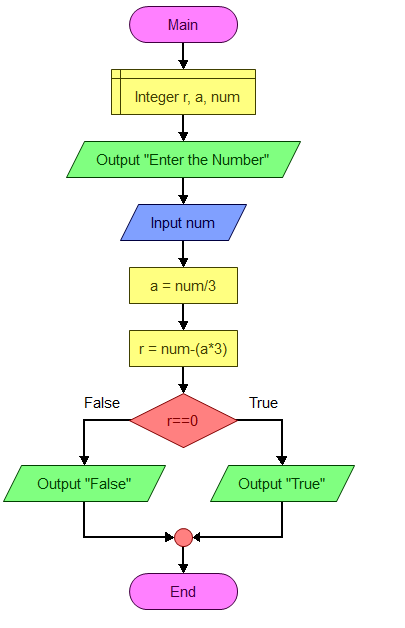 Main
Integer r, a, num
Output "Enter the Number"
Input num
a = num/3
r = num-(a*3)
False
True
r==0
Output "False"
Output "True"
End